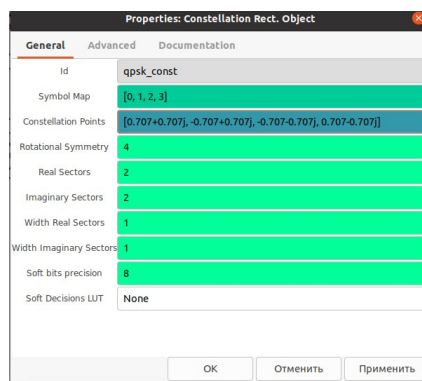 Properties: Constellation Rect. Object
General Advanced Documentation
Id qpsk_const
Symbol Map [0, 1, 2, 3]
Constellation Points [0.707+0.707j, -0.707+0.707j, -0.707-0.707j, 0.707-0.707j]
Rotational Symmetry 4
Real Sectors 2
Imaginary Sectors 2
Width Real Sectors 1
Width Imaginary Sectors 1
Soft bits precision 8
Soft Decisions LUT None
OK Отменить Применить